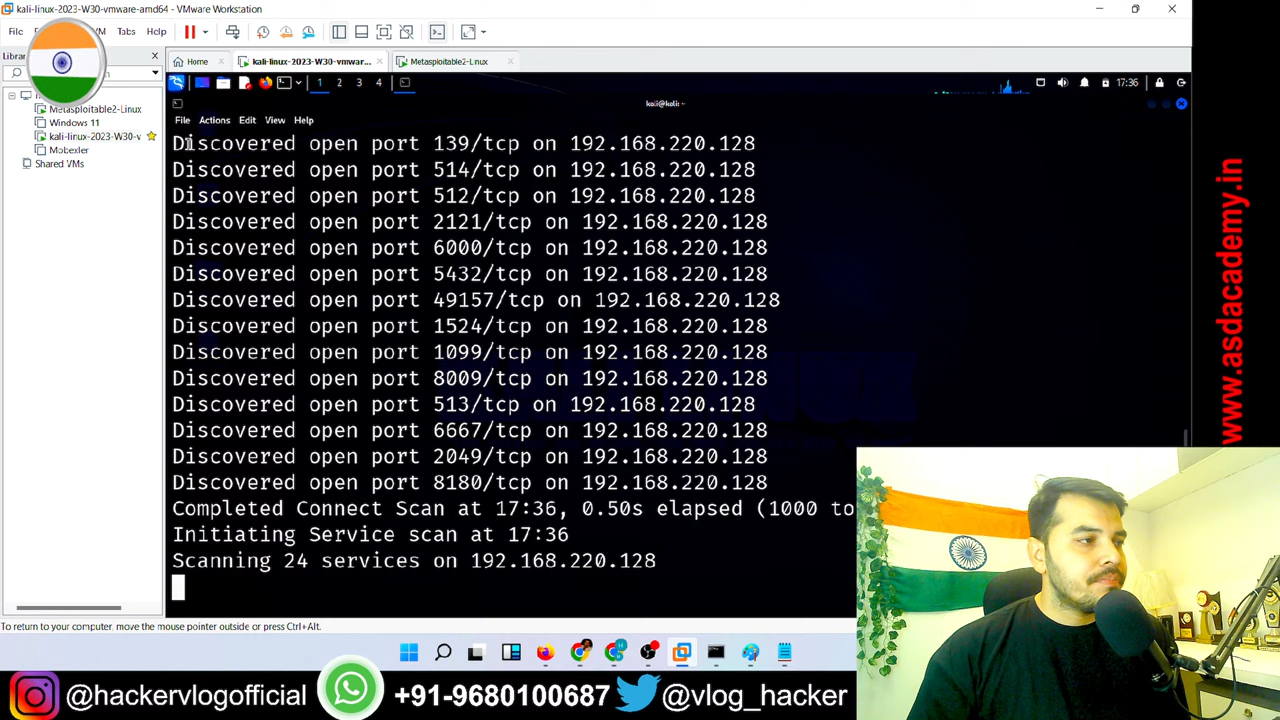 kali-linux-2023-W30-vmware-amd64 - VMware Workstation
File
VM
Tabs
Help
Home
kali-linux-2023-W30-vmwar...
Metasploitable2-Linux
Metasploitable2-Linux
Windows 11
kali-linux-2023-W30-v
Mobexler
Shared VMs
1 2 3 4
17:36
kali@kali: ~
File Actions Edit View Help
Discovered open port 139/tcp on 192.168.220.128
Discovered open port 514/tcp on 192.168.220.128
Discovered open port 512/tcp on 192.168.220.128
Discovered open port 2121/tcp on 192.168.220.128
Discovered open port 6000/tcp on 192.168.220.128
Discovered open port 5432/tcp on 192.168.220.128
Discovered open port 49157/tcp on 192.168.220.128
Discovered open port 1524/tcp on 192.168.220.128
Discovered open port 1099/tcp on 192.168.220.128
Discovered open port 8009/tcp on 192.168.220.128
Discovered open port 513/tcp on 192.168.220.128
Discovered open port 6667/tcp on 192.168.220.128
Discovered open port 2049/tcp on 192.168.220.128
Discovered open port 8180/tcp on 192.168.220.128
Completed Connect Scan at 17:36, 0.50s elapsed (1000 to
Initiating Service scan at 17:36
Scanning 24 services on 192.168.220.128
To return to your computer, move the mouse pointer outside or press Ctrl+Alt.
www.asdacademy.in
@hackervlogofficial
+91-9680100687
@vlog_hacker